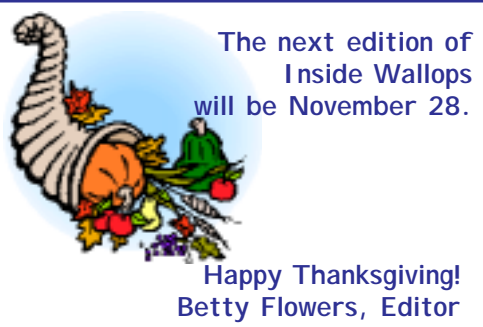 The next edition of
Inside Wallops
will be November 28.
Happy Thanksgiving!
Betty Flowers, Editor